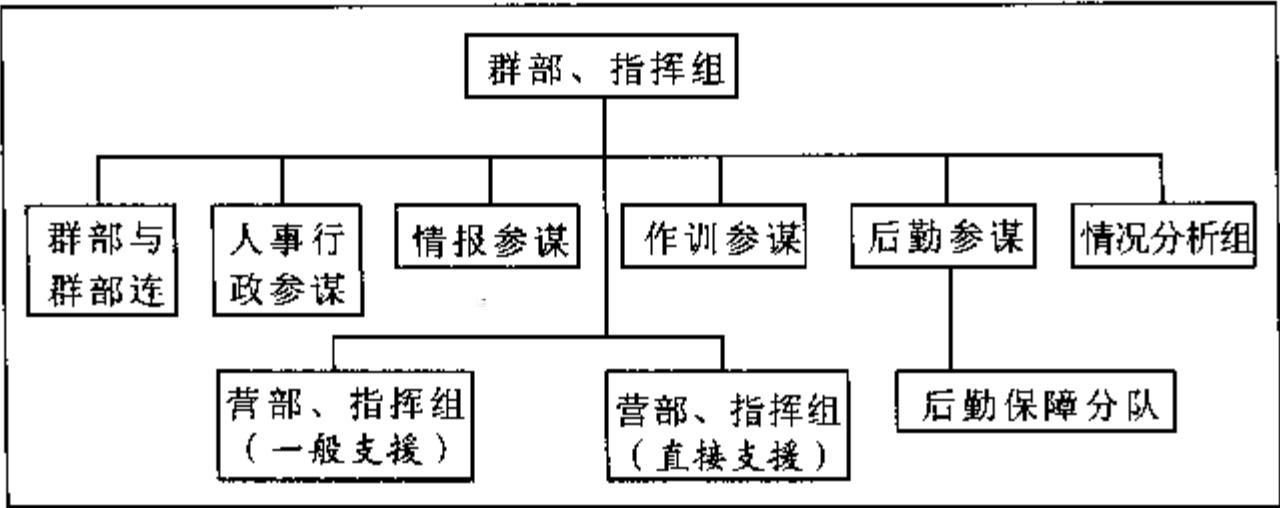 群部、指挥组
群部与
群部连
人事行
政参谋
情报参谋
作训参谋
后勤参谋
情况分析组
营部、指挥组
（一般支援）
营部、指挥组
（直接支援）
后勤保障分队